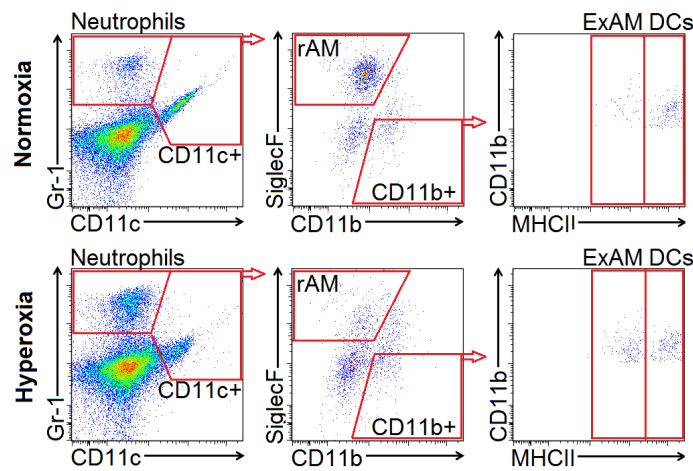 Neutrophils
ExAM DCs
Normoxia
Gr-1
CD11c+
CD11c
rAM
SiglecF
CD11b+
CD11b
CD11b
MHCII
Neutrophils
ExAM DCs
Hyperoxia
Gr-1
CD11c+
CD11c
rAM
SiglecF
CD11b+
CD11b
CD11b
MHCII